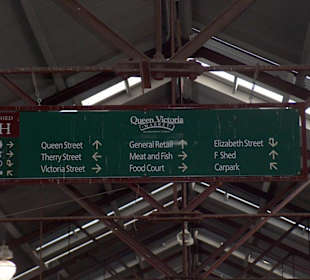 Queen Victoria
MARKET
H
Queen Street ↑
Therry Street ←
Victoria Street →
General Retail ↑
Meat and Fish →
Food Court ↗
Elizabeth Street
F Shed ↑
Carpark ↖